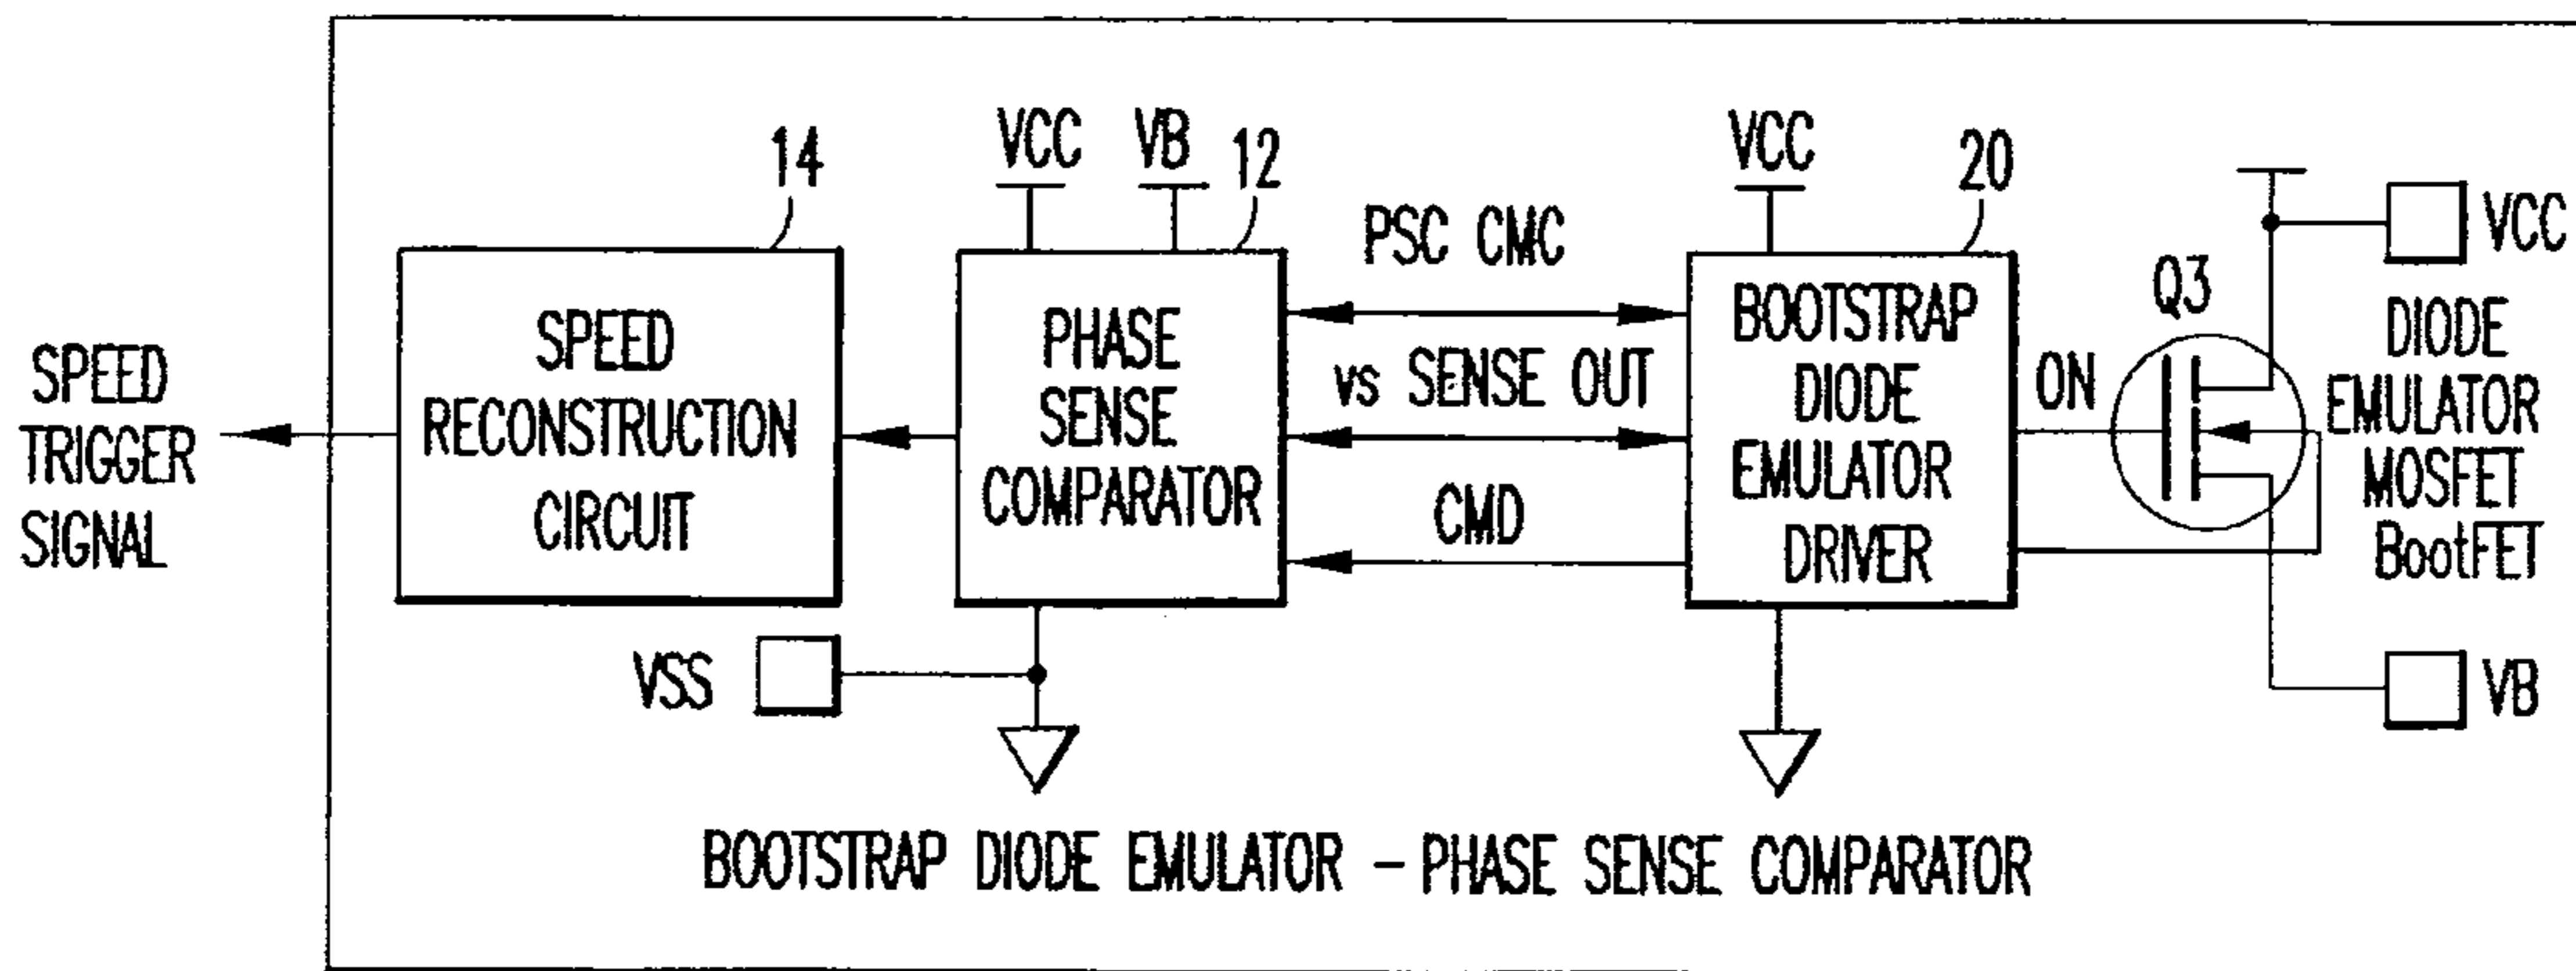 14
VCC
VB
12
VCC
20
PSC CMC
VCC
Q3
SPEED
TRIGGER
SIGNAL
SPEED
RECONSTRUCTION
CIRCUIT
PHASE
SENSE
COMPARATOR
vs SENSE OUT
CMD
BOOTSTRAP
DIODE
EMULATOR
DRIVER
ON
DIODE
EMULATOR
MOSFET
BootFET
VSS
VB
BOOTSTRAP DIODE EMULATOR – PHASE SENSE COMPARATOR